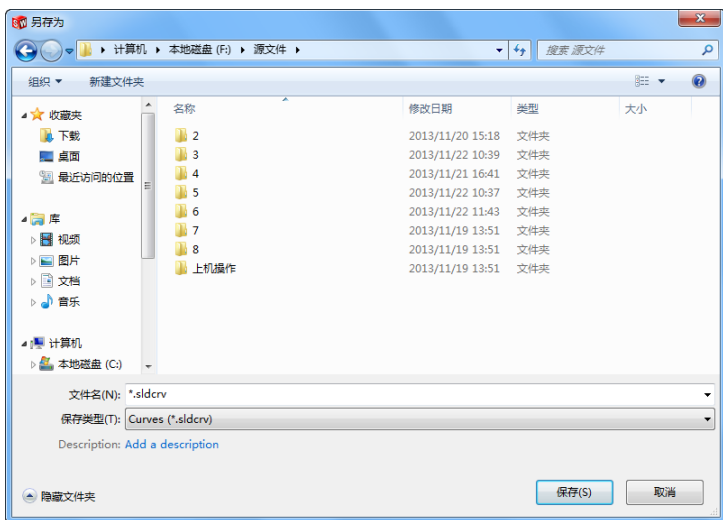 另存为
计算机 本地磁盘 (F:) 源文件 搜索 源文件
组织 新建文件夹
名称 修改日期 类型 大小
收藏夹
下载
桌面
最近访问的位置
库
视频
图片
文档
音乐
计算机
本地磁盘 (C:)
2 2013/11/20 15:18 文件夹
3 2013/11/22 10:39 文件夹
4 2013/11/21 16:41 文件夹
5 2013/11/22 10:37 文件夹
6 2013/11/22 11:43 文件夹
7 2013/11/19 13:51 文件夹
8 2013/11/19 13:51 文件夹
上机操作 2013/11/19 13:51 文件夹
文件名(N): *.sldcrv
保存类型(T): Curves (*.sldcrv)
Description: Add a description
隐藏文件夹 保存(S) 取消